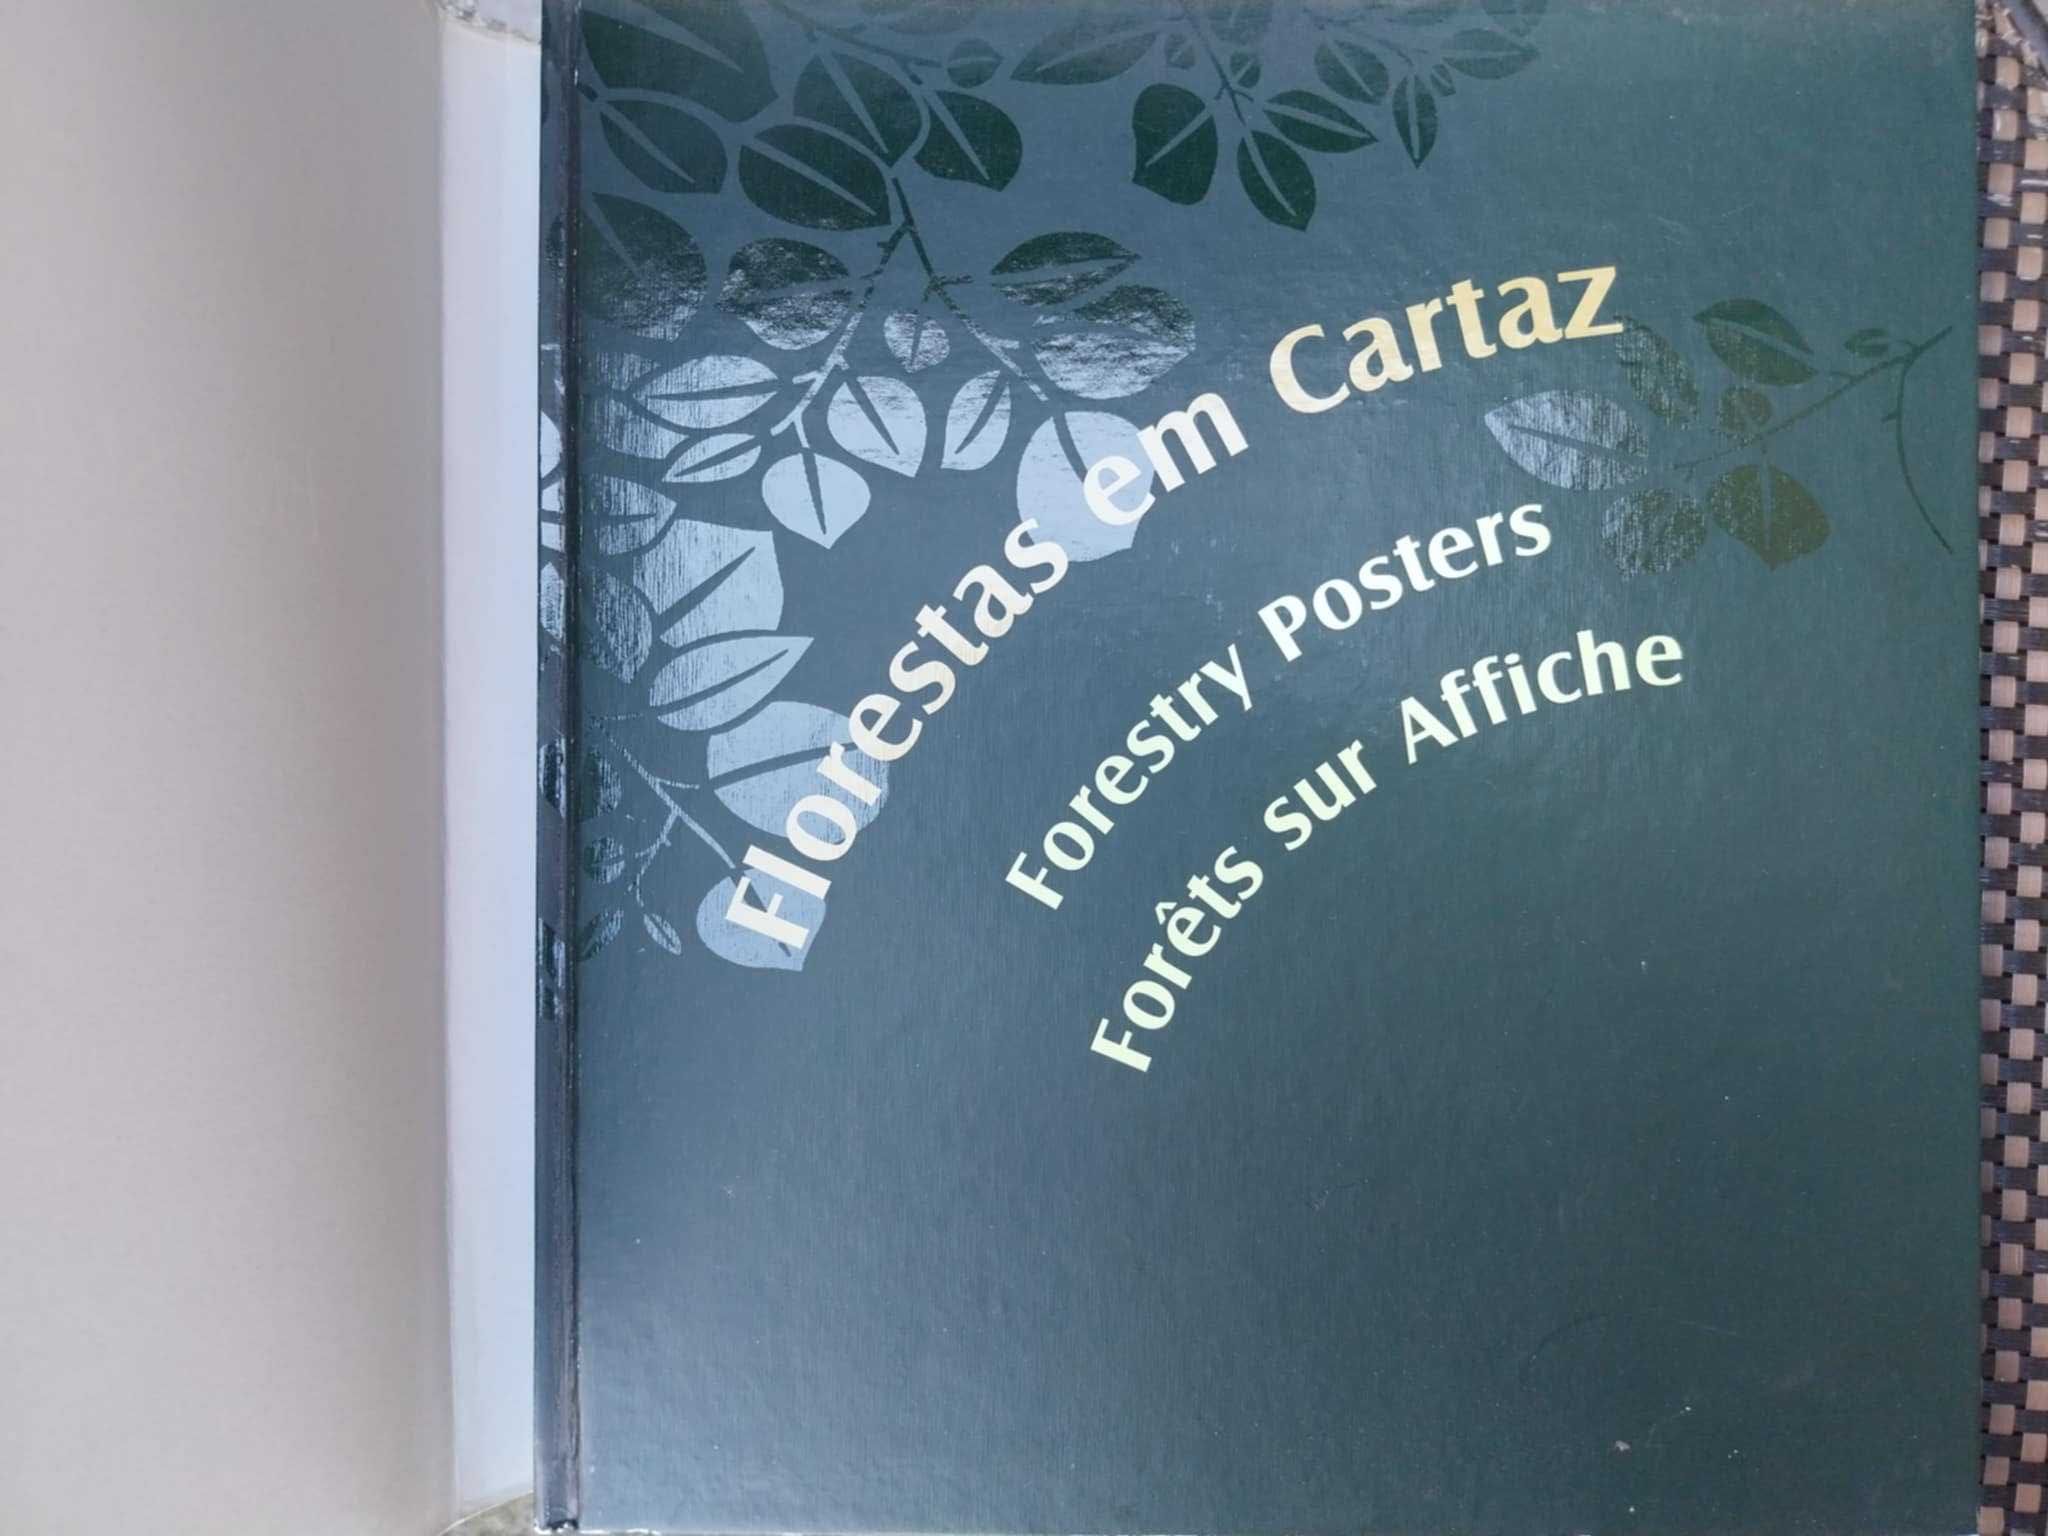 Florestas em Cartaz
Forestry Posters
Forêts sur Affiche